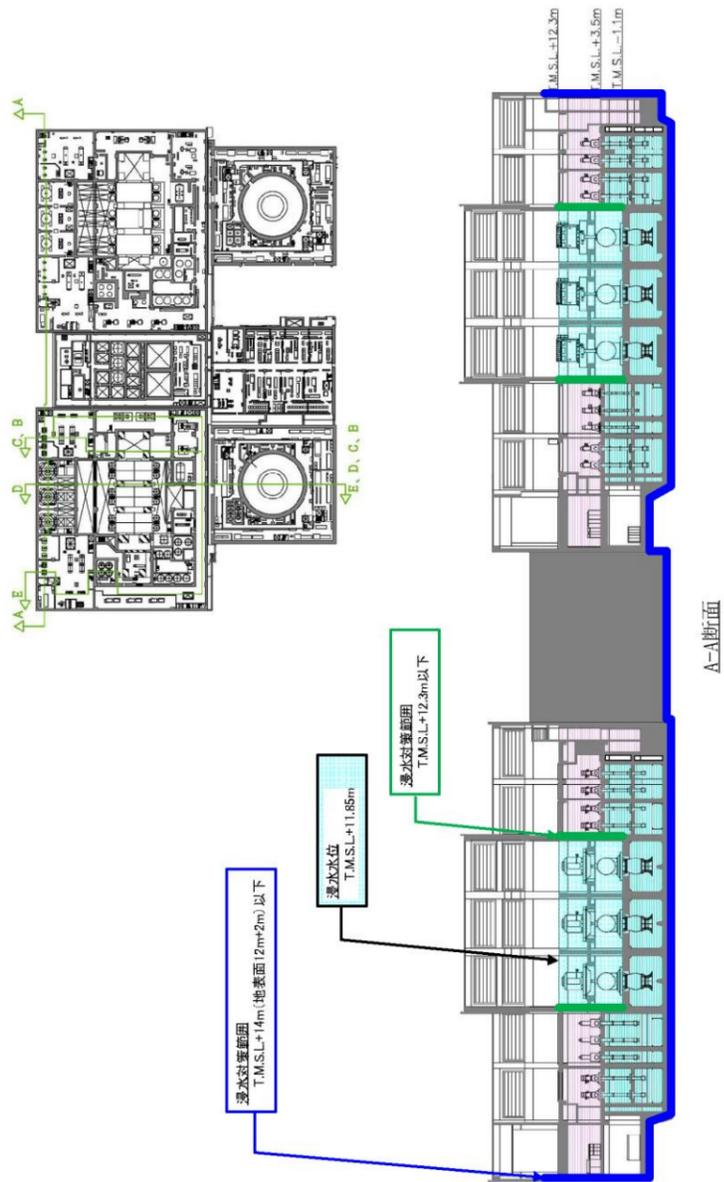 A
C、B
D
E
A
E、D、C、B
A
T.M.S.L.+12.3m
T.M.S.L.+3.5m
T.M.S.L.-1.1m
浸水対策範囲
T.M.S.L.+12.3m以下
浸水水位
T.M.S.L.+11.85m
浸水対策範囲
T.M.S.L.+14m(地表面12m+2m)以下
A-A断面